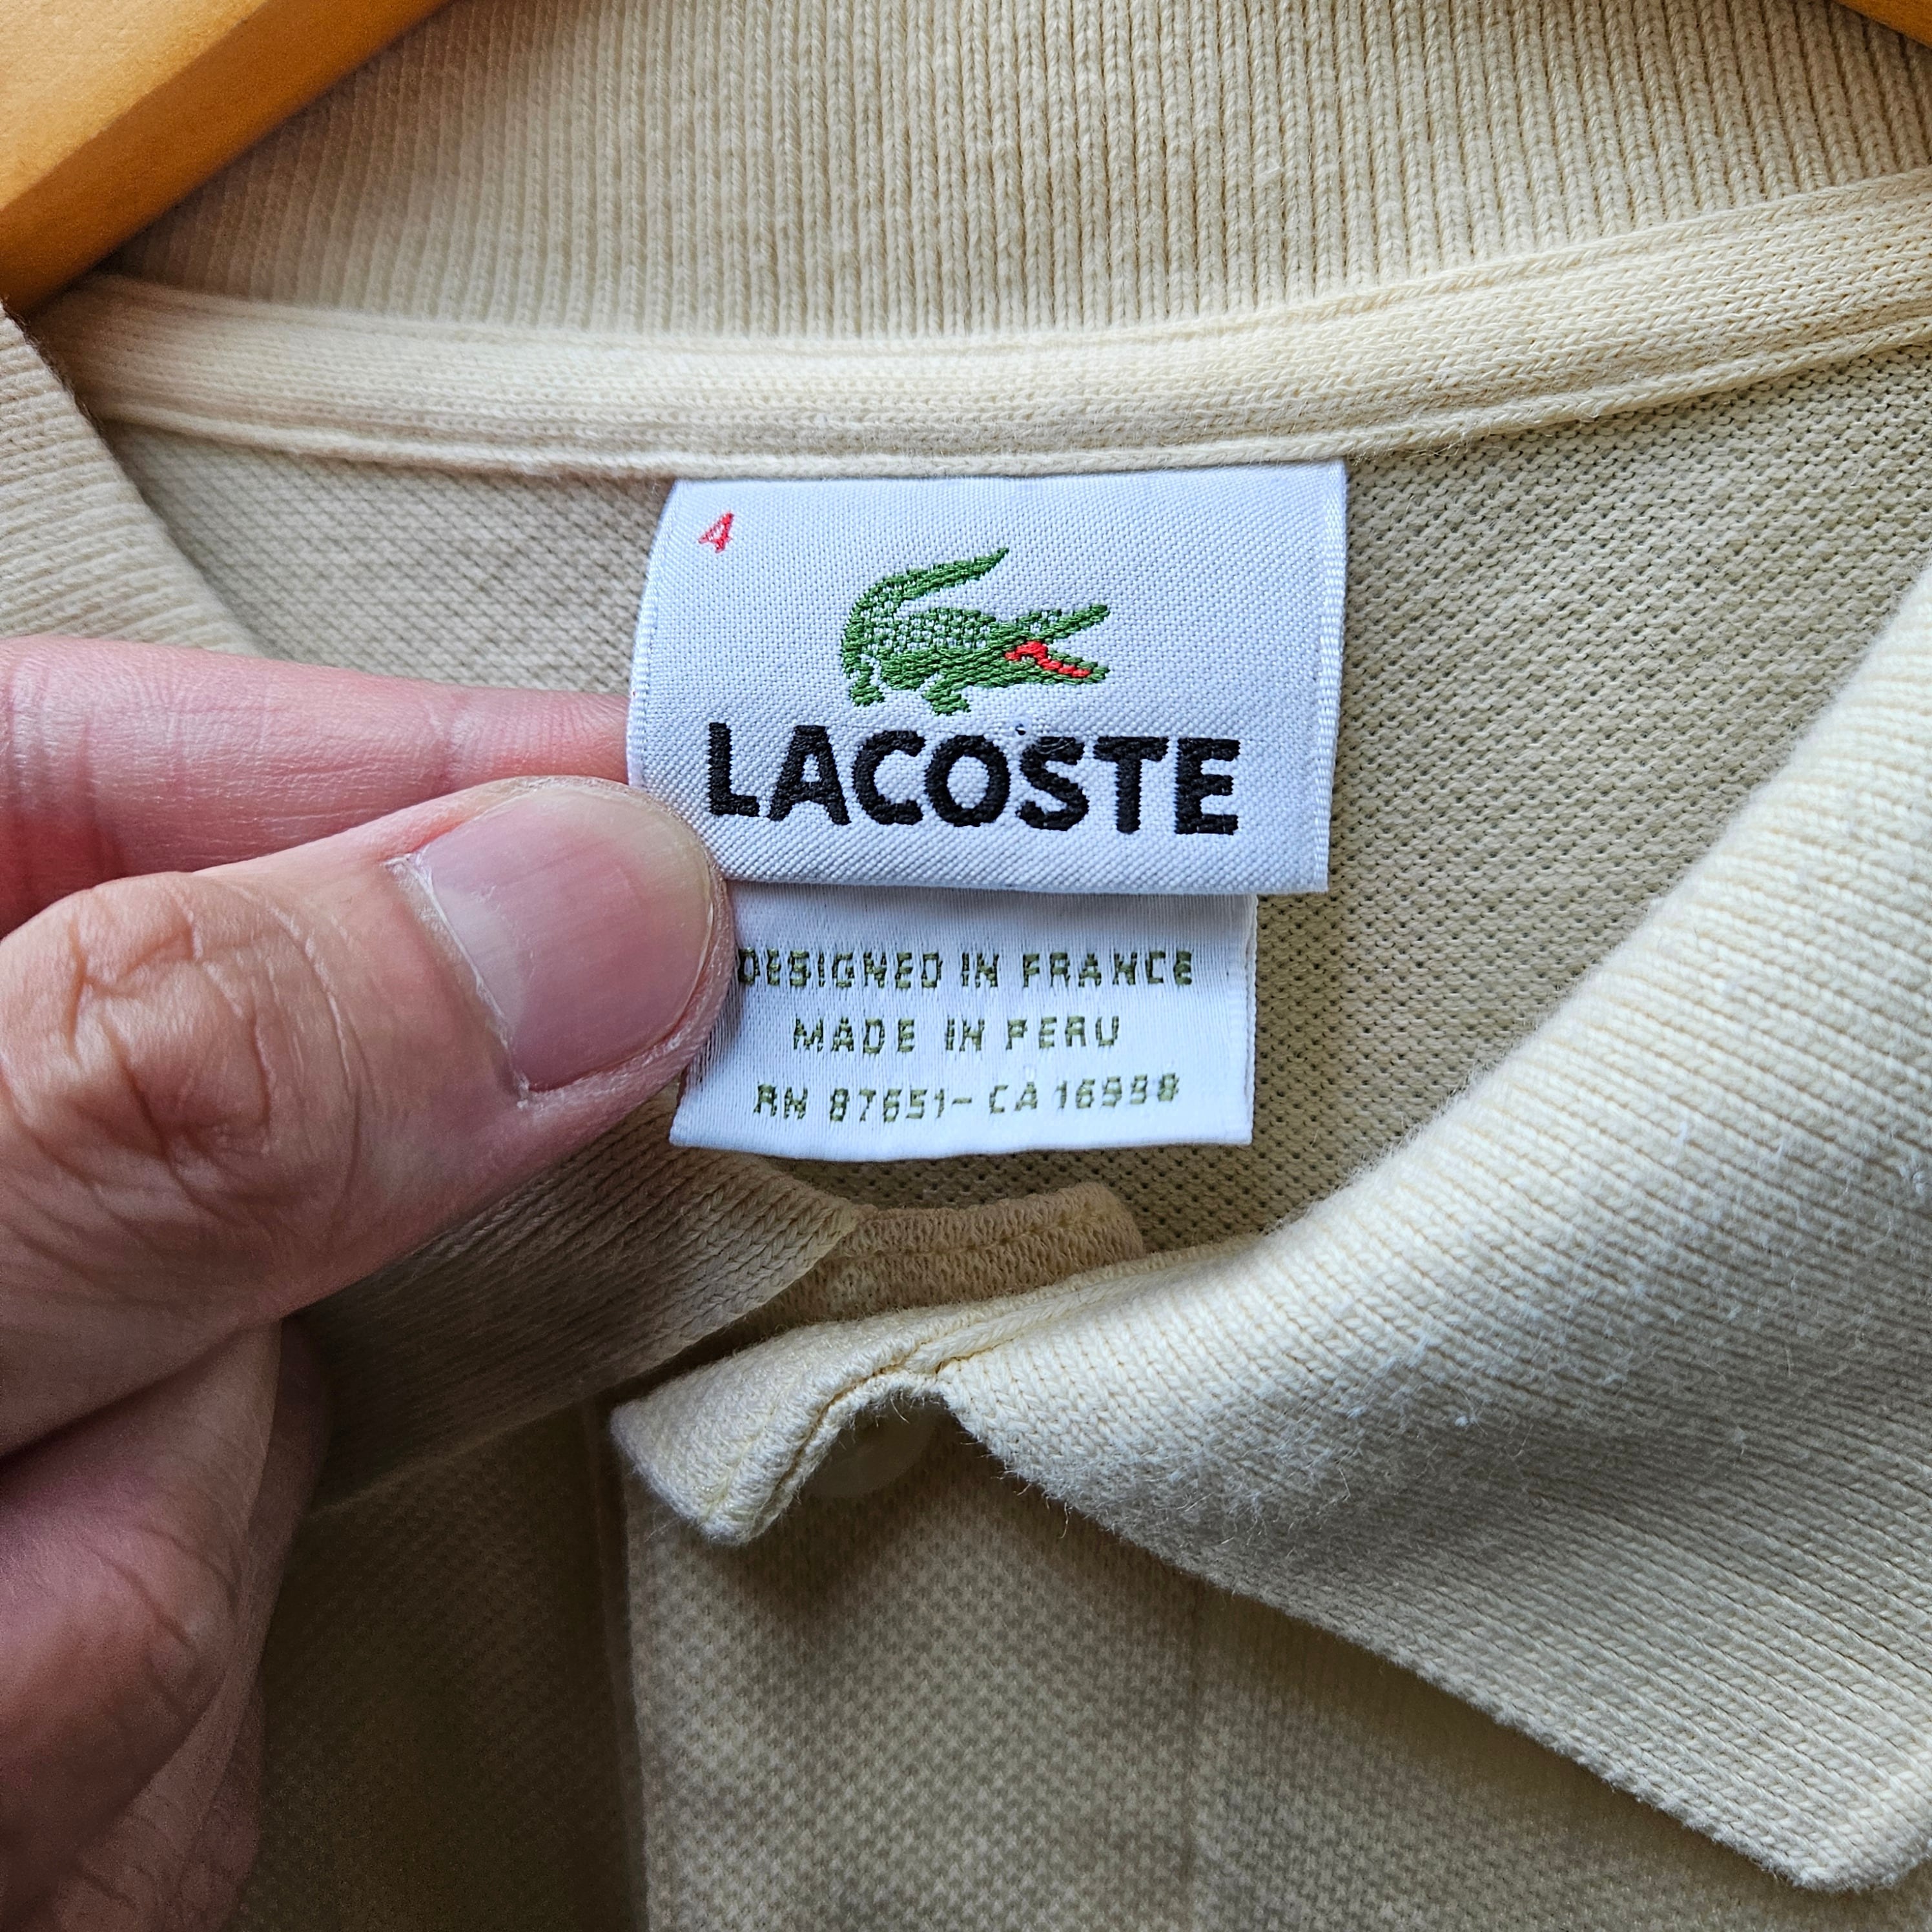 4
LACOSTE
DESIGNED IN FRANCE
MADE IN PERU
RN 87651- CA 16998